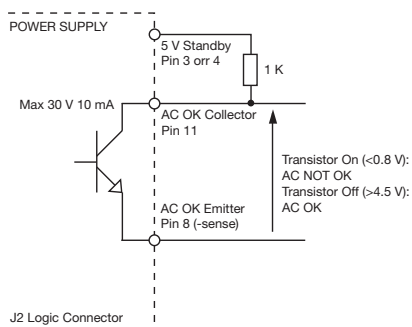 POWER SUPPLY
5 V Standby
Pin 3 orr 4
1 K
Max 30 V 10 mA
AC OK Collector
Pin 11
Transistor On (<0.8 V):
AC NOT OK
Transistor Off (>4.5 V):
AC OK
AC OK Emitter
Pin 8 (-sense)
J2 Logic Connector